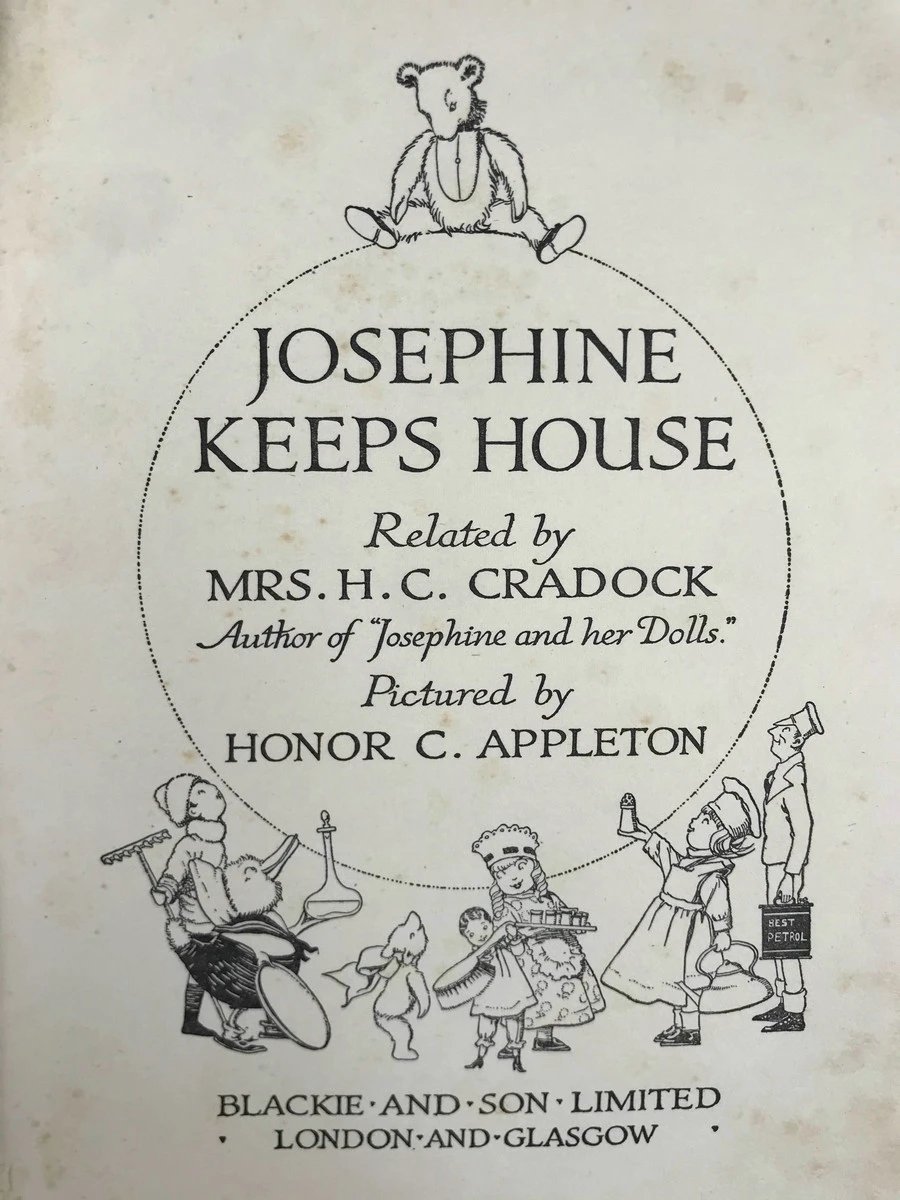 JOSEPHINE
KEEPS HOUSE
Related by
MRS. H. C. CRADOCK
Author of "Josephine and her Dolls."
Pictured by
HONOR C. APPLETON
BEST
PETROL
BLACKIE · AND · SON · LIMITED
· LONDON · AND · GLASGOW ·